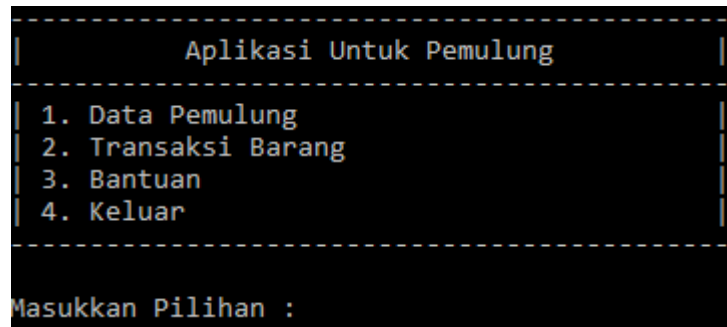 Aplikasi Untuk Pemulung
1. Data Pemulung
2. Transaksi Barang
3. Bantuan
4. Keluar
Masukkan Pilihan :